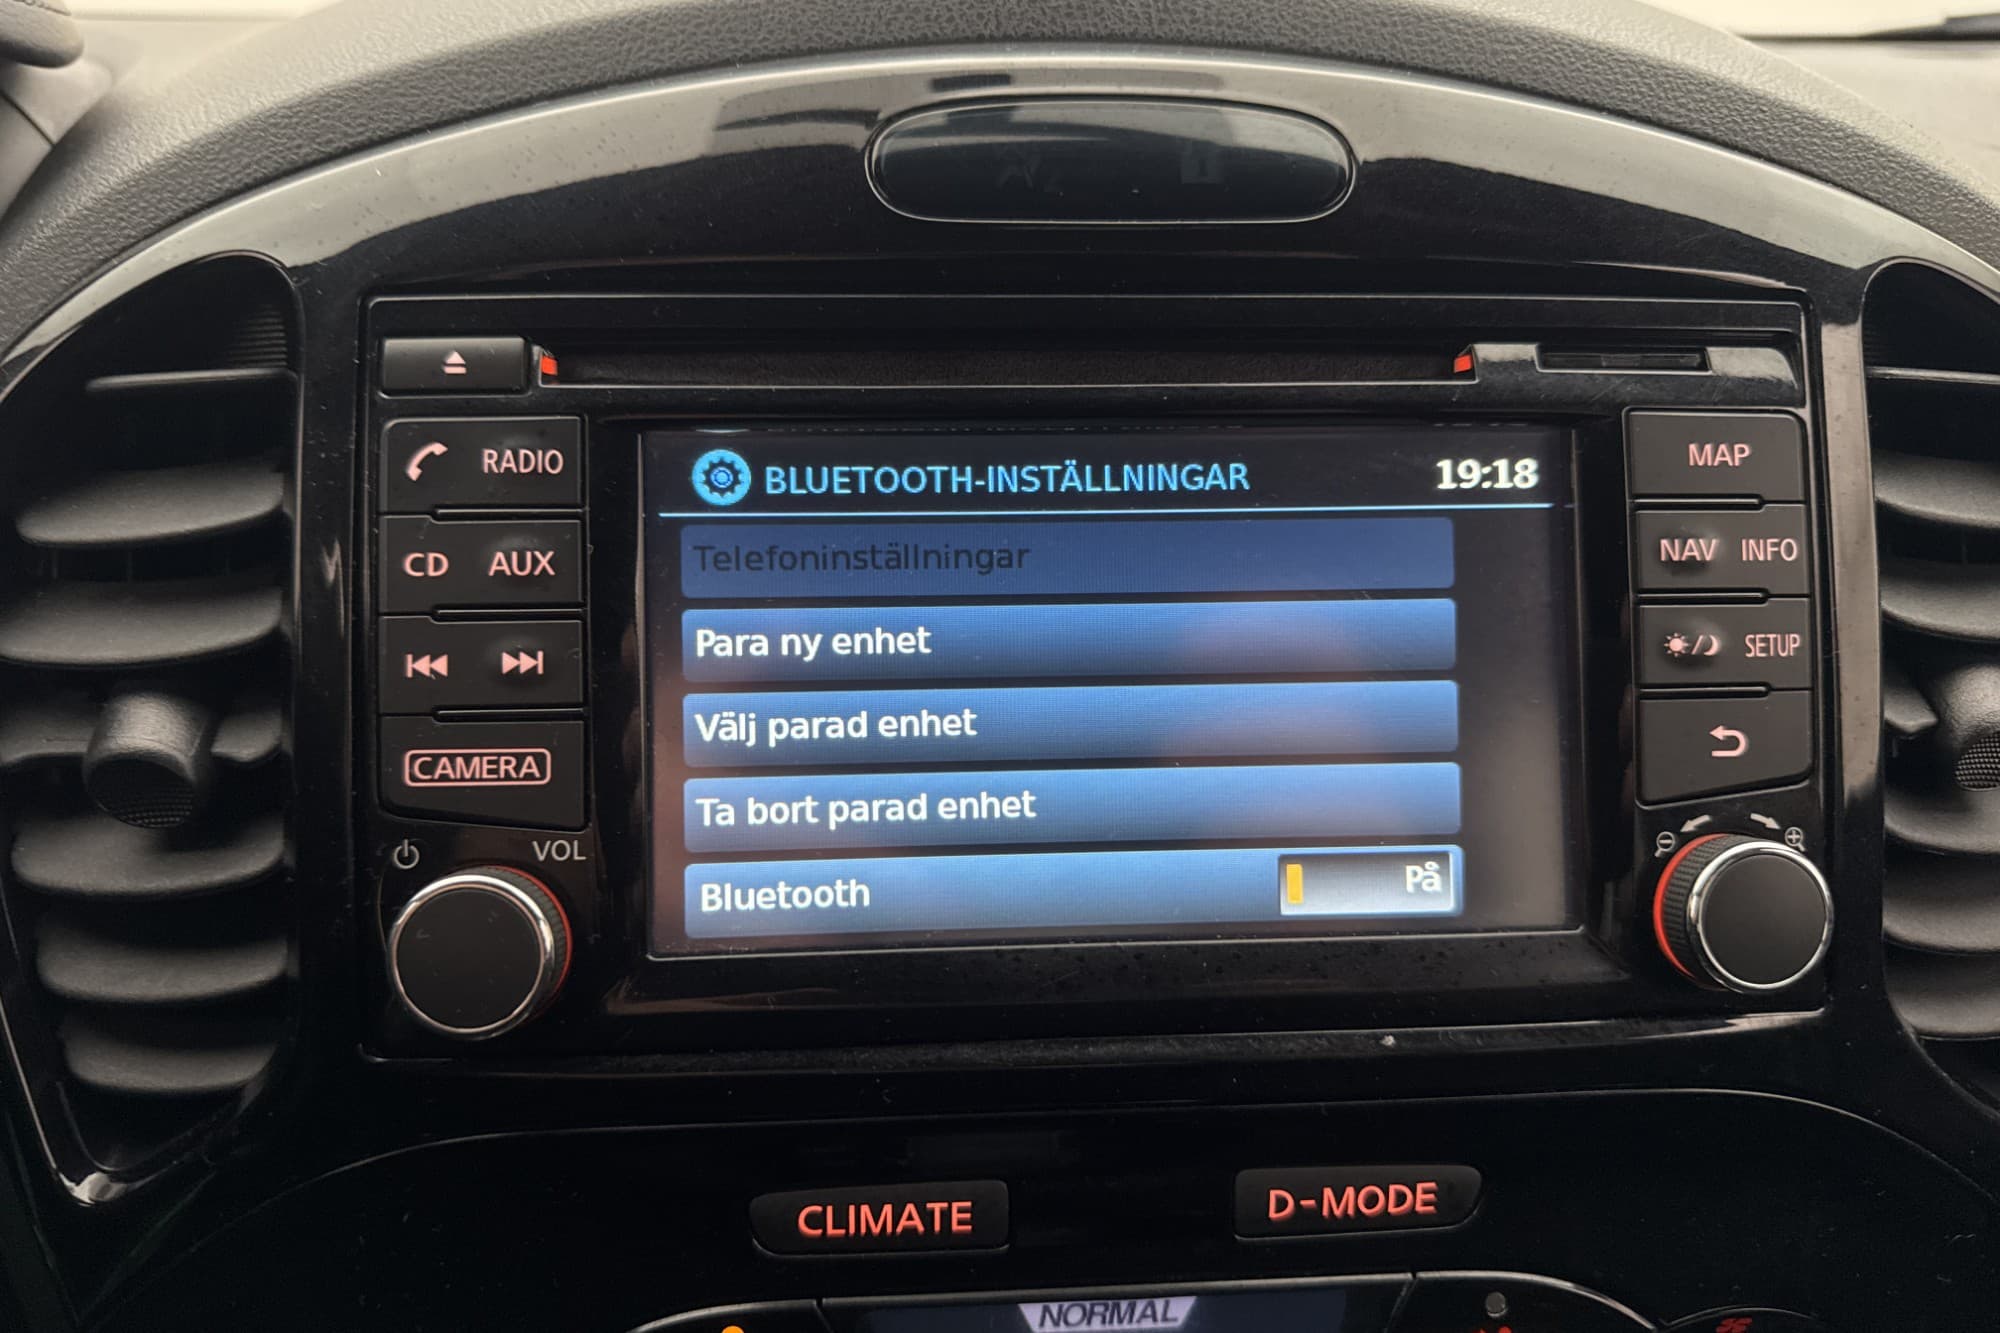 BLUETOOTH-INSTÄLLNINGAR 19:18
Telefoninställningar
Para ny enhet
Välj parad enhet
Ta bort parad enhet
Bluetooth På
RADIO
CD AUX
CAMERA
VOL
MAP
NAV INFO
SETUP
CLIMATE
D-MODE
NORMAL